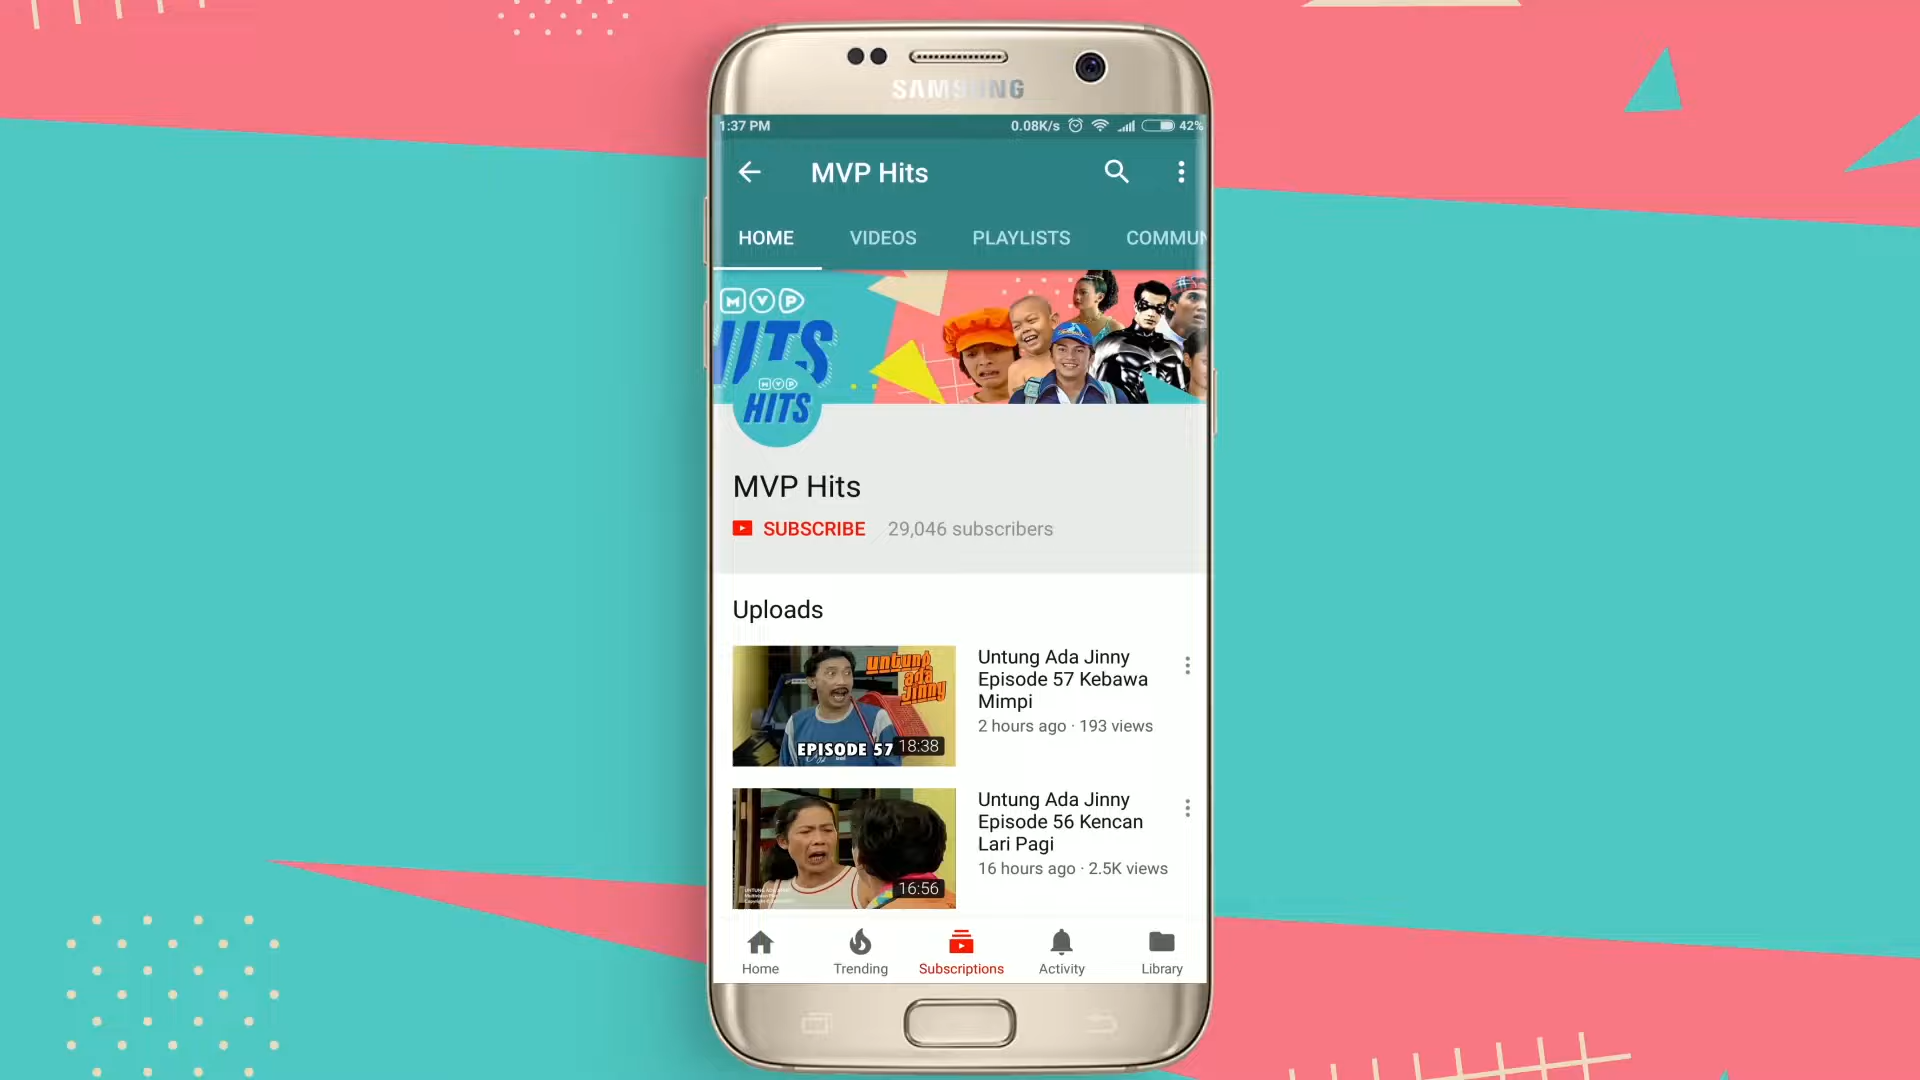 SAMSUNG
1:37 PM
0.08K/s
42%
MVP Hits
HOME
VIDEOS
PLAYLISTS
COMMUN
MVP
HITS
MVP
HITS
MVP Hits
SUBSCRIBE
29,046 subscribers
Uploads
untung
ada
jinny
EPISODE 57
18:38
Untung Ada Jinny
Episode 57 Kebawa
Mimpi
2 hours ago · 193 views
16:56
Untung Ada Jinny
Episode 56 Kencan
Lari Pagi
16 hours ago · 2.5K views
Home
Trending
Subscriptions
Activity
Library